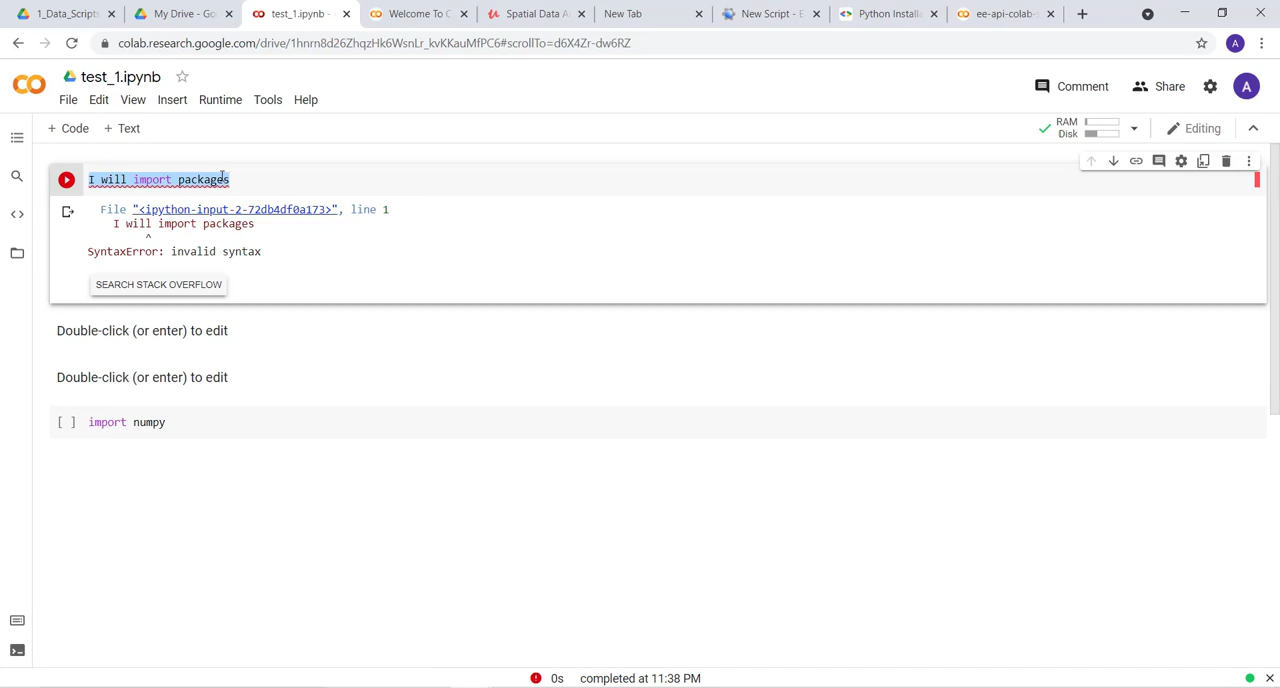 1_Data_Scripts
My Drive - Go
test_1.ipynb -
Welcome To C
Spatial Data A
New Tab
New Script - E
Python Installe
ee-api-colab-s
colab.research.google.com/drive/1hnrn8d26ZhqzHk6WsnLr_kvKKauMfPC6#scrollTo=d6X4Zr-dw6RZ
A
CO
test_1.ipynb
Comment
Share
A
File Edit View Insert Runtime Tools Help
+ Code + Text
RAM
Disk
Editing
I will import packages
File "<ipython-input-2-72db4df0a173>", line 1
I will import packages
^
SyntaxError: invalid syntax
SEARCH STACK OVERFLOW
Double-click (or enter) to edit
Double-click (or enter) to edit
[ ] import numpy
0s completed at 11:38 PM